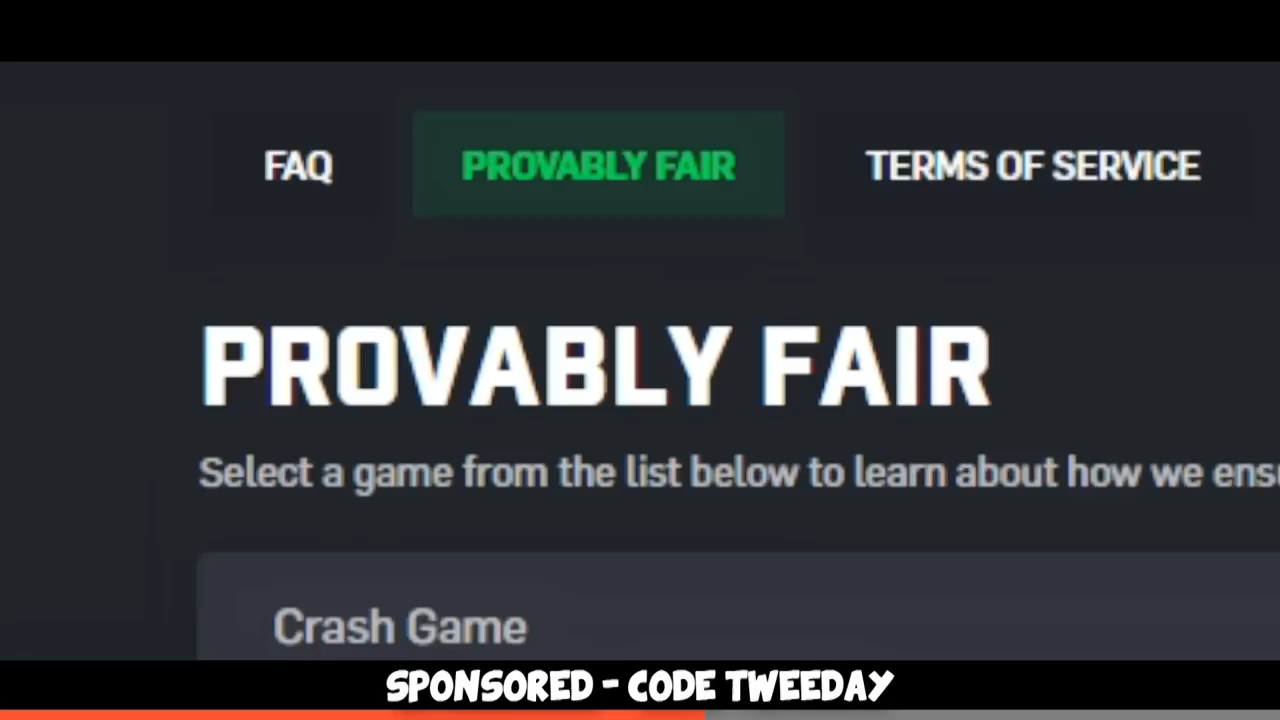 FAQ
PROVABLY FAIR
TERMS OF SERVICE
PROVABLY FAIR
Select a game from the list below to learn about how we
Crash Game
SPONSORED - CODE TWEEDAY